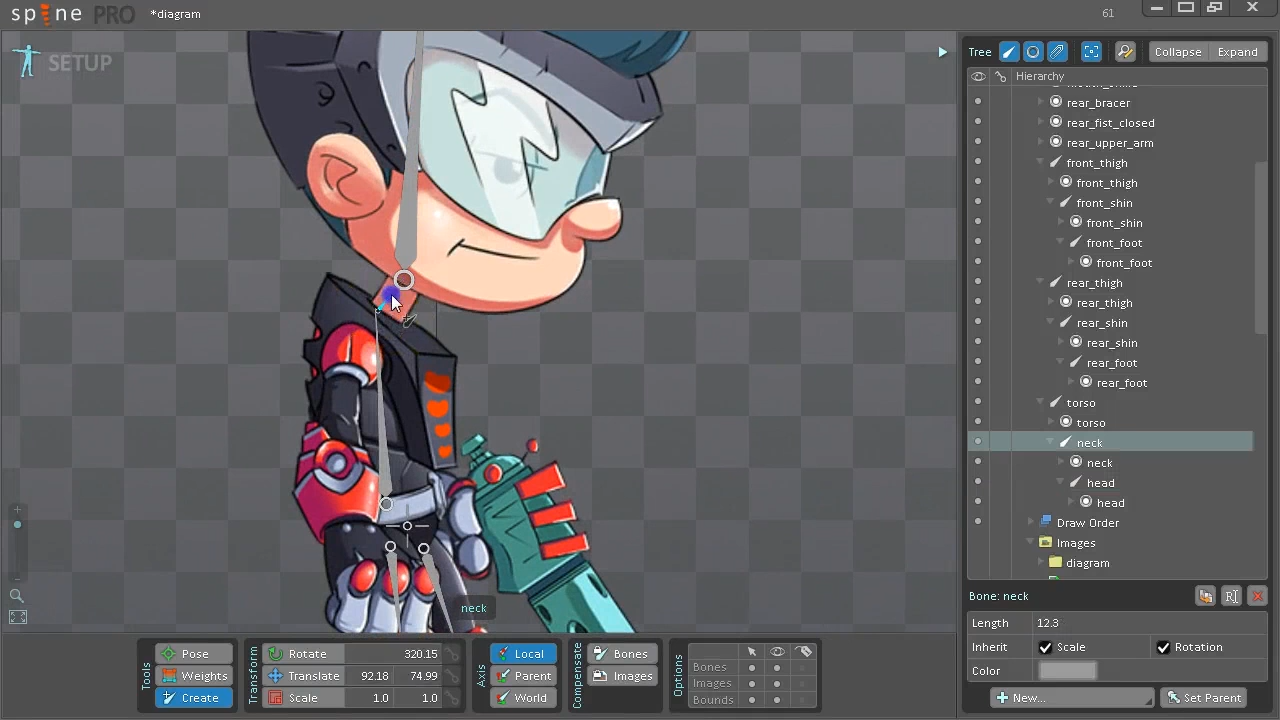 spine PRO *diagram 61
SETUP
Tree Collapse Expand
Hierarchy
rear_bracer
rear_fist_closed
rear_upper_arm
front_thigh
front_thigh
front_shin
front_shin
front_foot
front_foot
rear_thigh
rear_thigh
rear_shin
rear_shin
rear_foot
rear_foot
torso
torso
neck
neck
head
head
Draw Order
Images
diagram
neck
Bone: neck
Length 12.3
Inherit Scale Rotation
Color
New... Set Parent
Tools
Pose
Weights
Create
Transform
Rotate 320.15
Translate 92.18 74.99
Scale 1.0 1.0
Axis
Local
Parent
World
Compensate
Bones
Images
Options
Bones
Images
Bounds